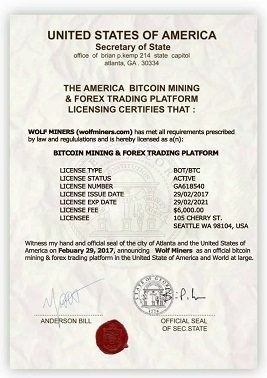 UNITED STATES OF AMERICA
Secretary of State
office of brian p.kemp 214 state capitol
atlanta, GA . 30334
THE AMERICA BITCOIN MINING
& FOREX TRADING PLATFORM
LICENSING CERTIFIES THAT :
WOLF MINERS (wolfminers.com) has met all requirements prescribed
by law and regululations and is hereby licensed as a(n):
BITCOIN MINING & FOREX TRADING PLATFORM
LICENSE TYPE BOT/BTC
LICENSE STATUS ACTIVE
LICENSE NUMBER GA618540
LICENSE ISSUE DATE 29/02/2017
LICENSE EXP DATE 29/02/2021
LICENSE FEE $6,000.00
LICENSEE 105 CHERRY ST.
SEATTLE WA 98104, USA
Witness my hand and official seal of the city of Atlanta and the United States of
America on Febuary 29, 2017, announcing Wolf Miners as an official bitcoin
mining & forex trading platform in the United States of America and World at large.
ANDERSON BILL
OFFICIAL SEAL
OF SEC.STATE